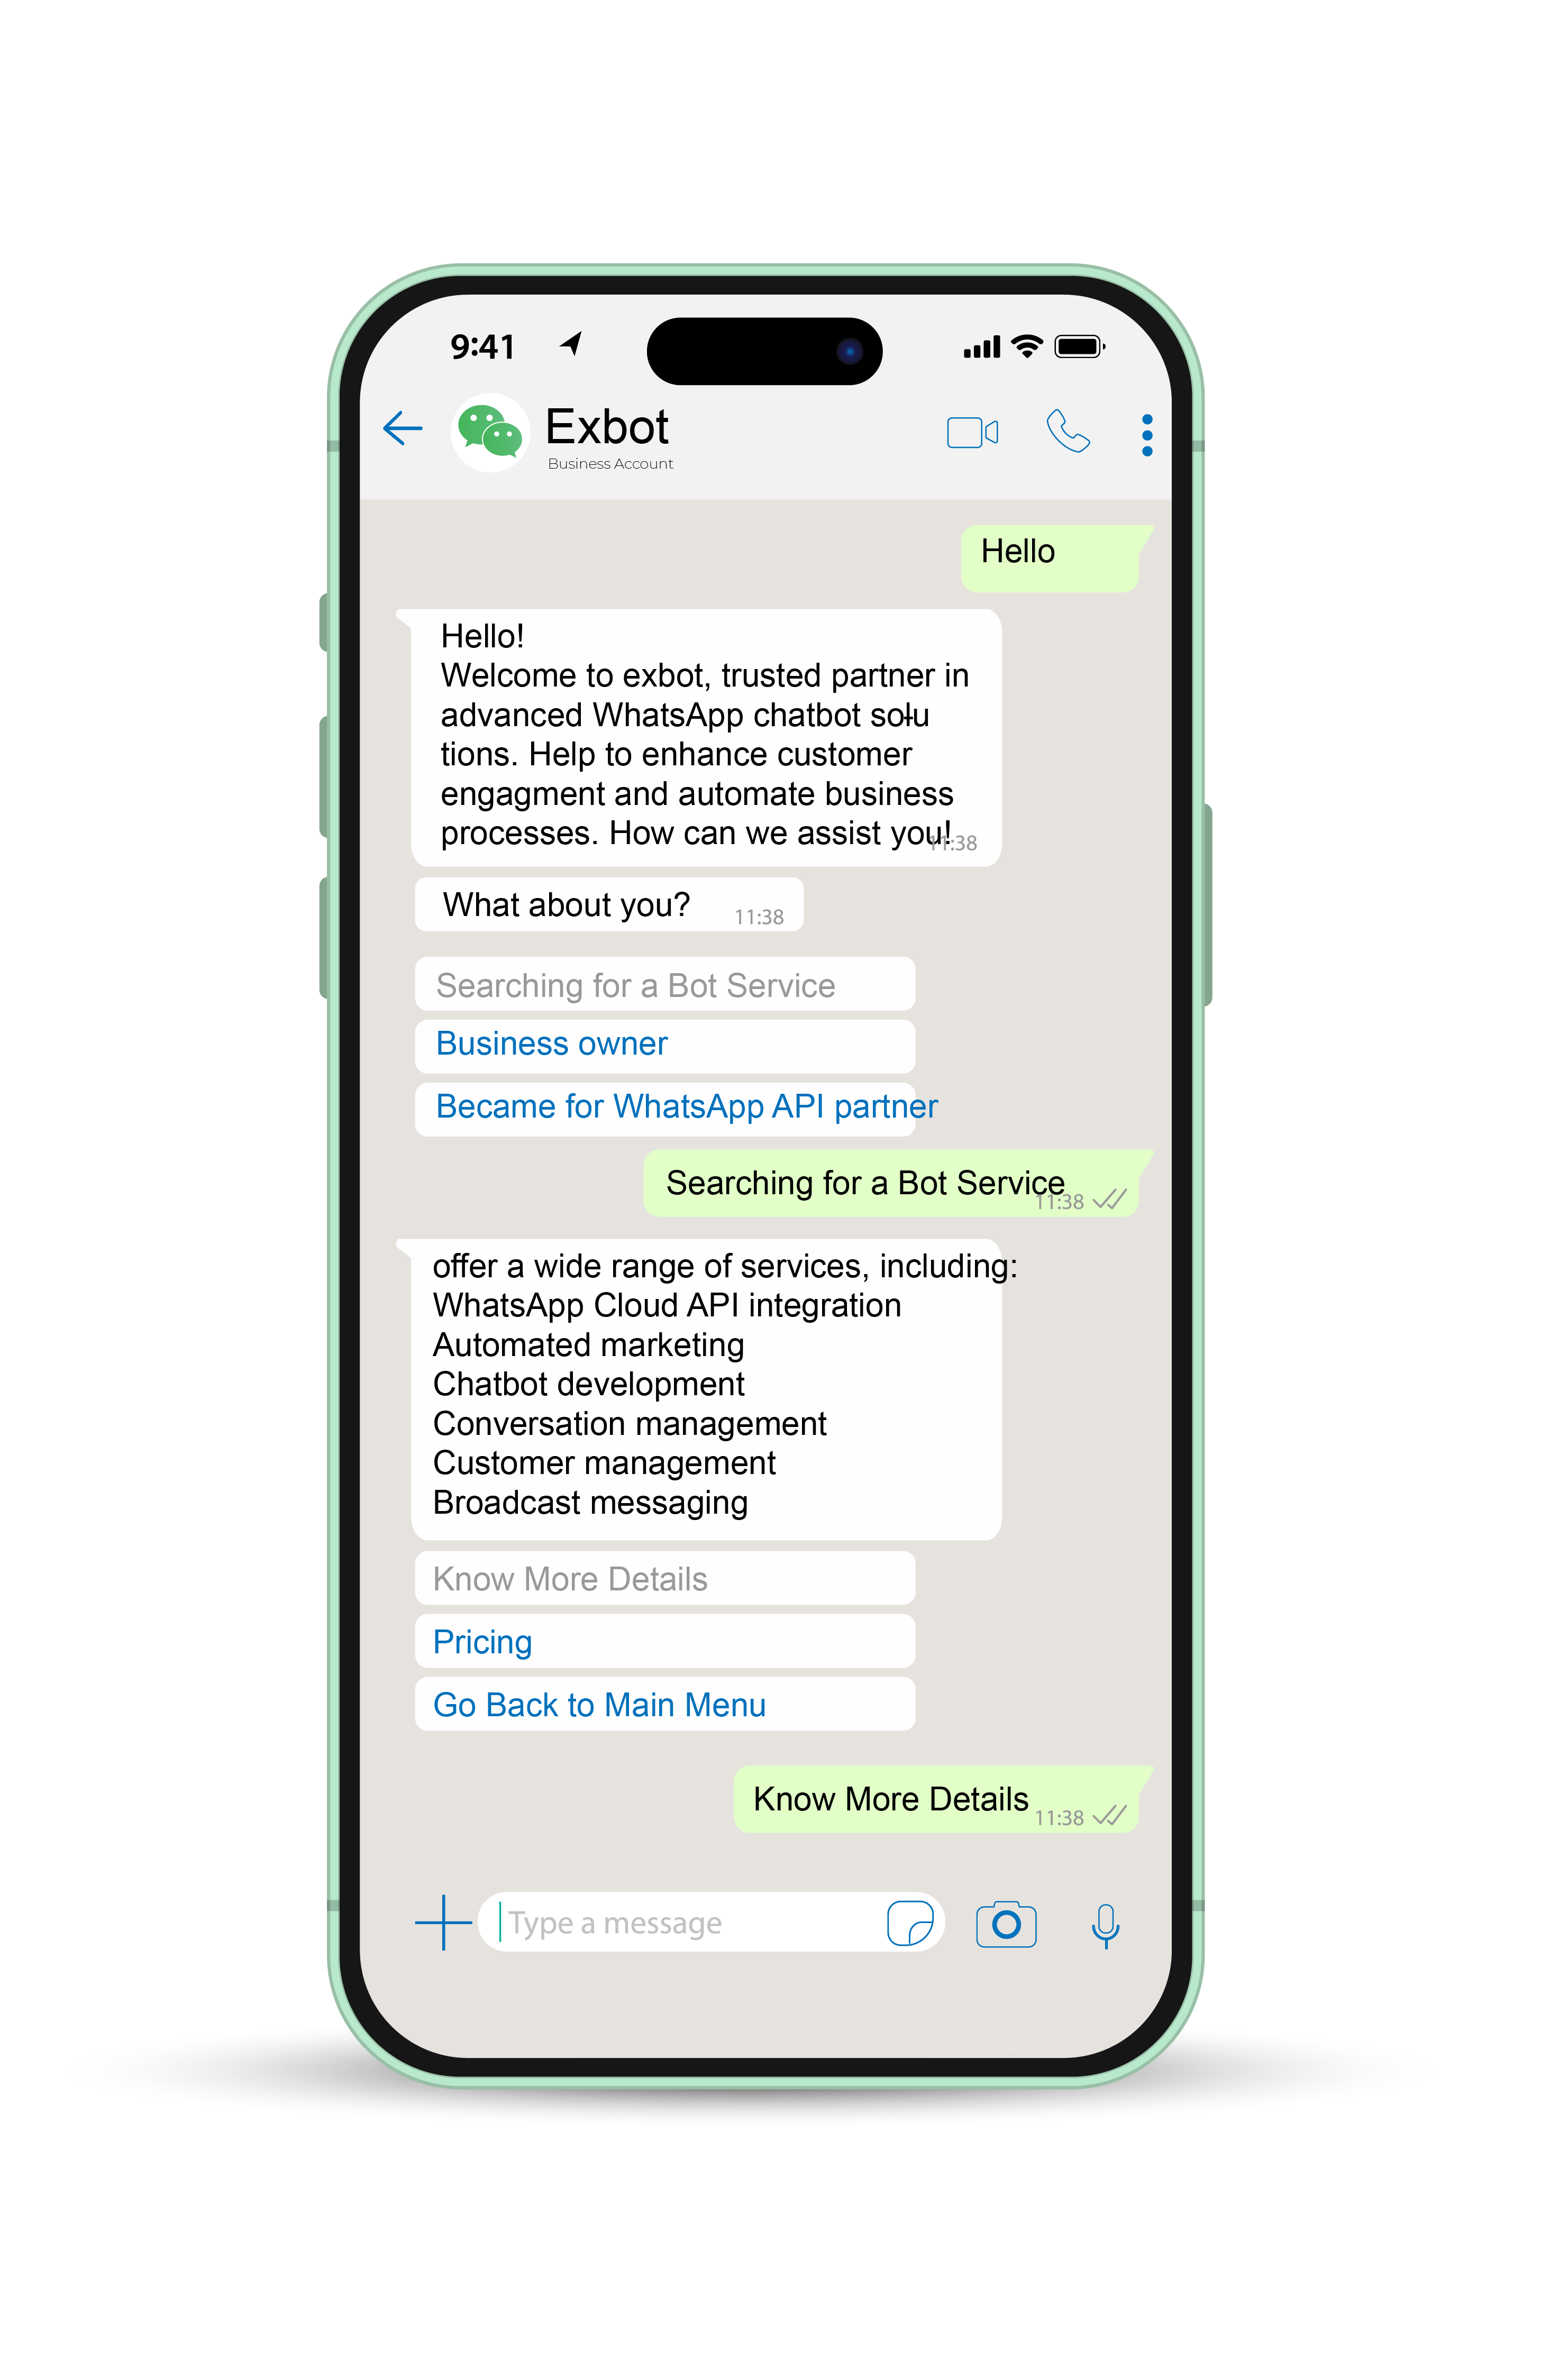 9:41
Exbot
Business Account
Hello
Hello!
Welcome to exbot, trusted partner in
advanced WhatsApp chatbot solu-
tions. Help to enhance customer
engagment and automate business
processes. How can we assist you!
11:38
What about you?
11:38
Searching for a Bot Service
Business owner
Became for WhatsApp API partner
Searching for a Bot Service
11:38
offer a wide range of services, including:
WhatsApp Cloud API integration
Automated marketing
Chatbot development
Conversation management
Customer management
Broadcast messaging
Know More Details
Pricing
Go Back to Main Menu
Know More Details
11:38
Type a message